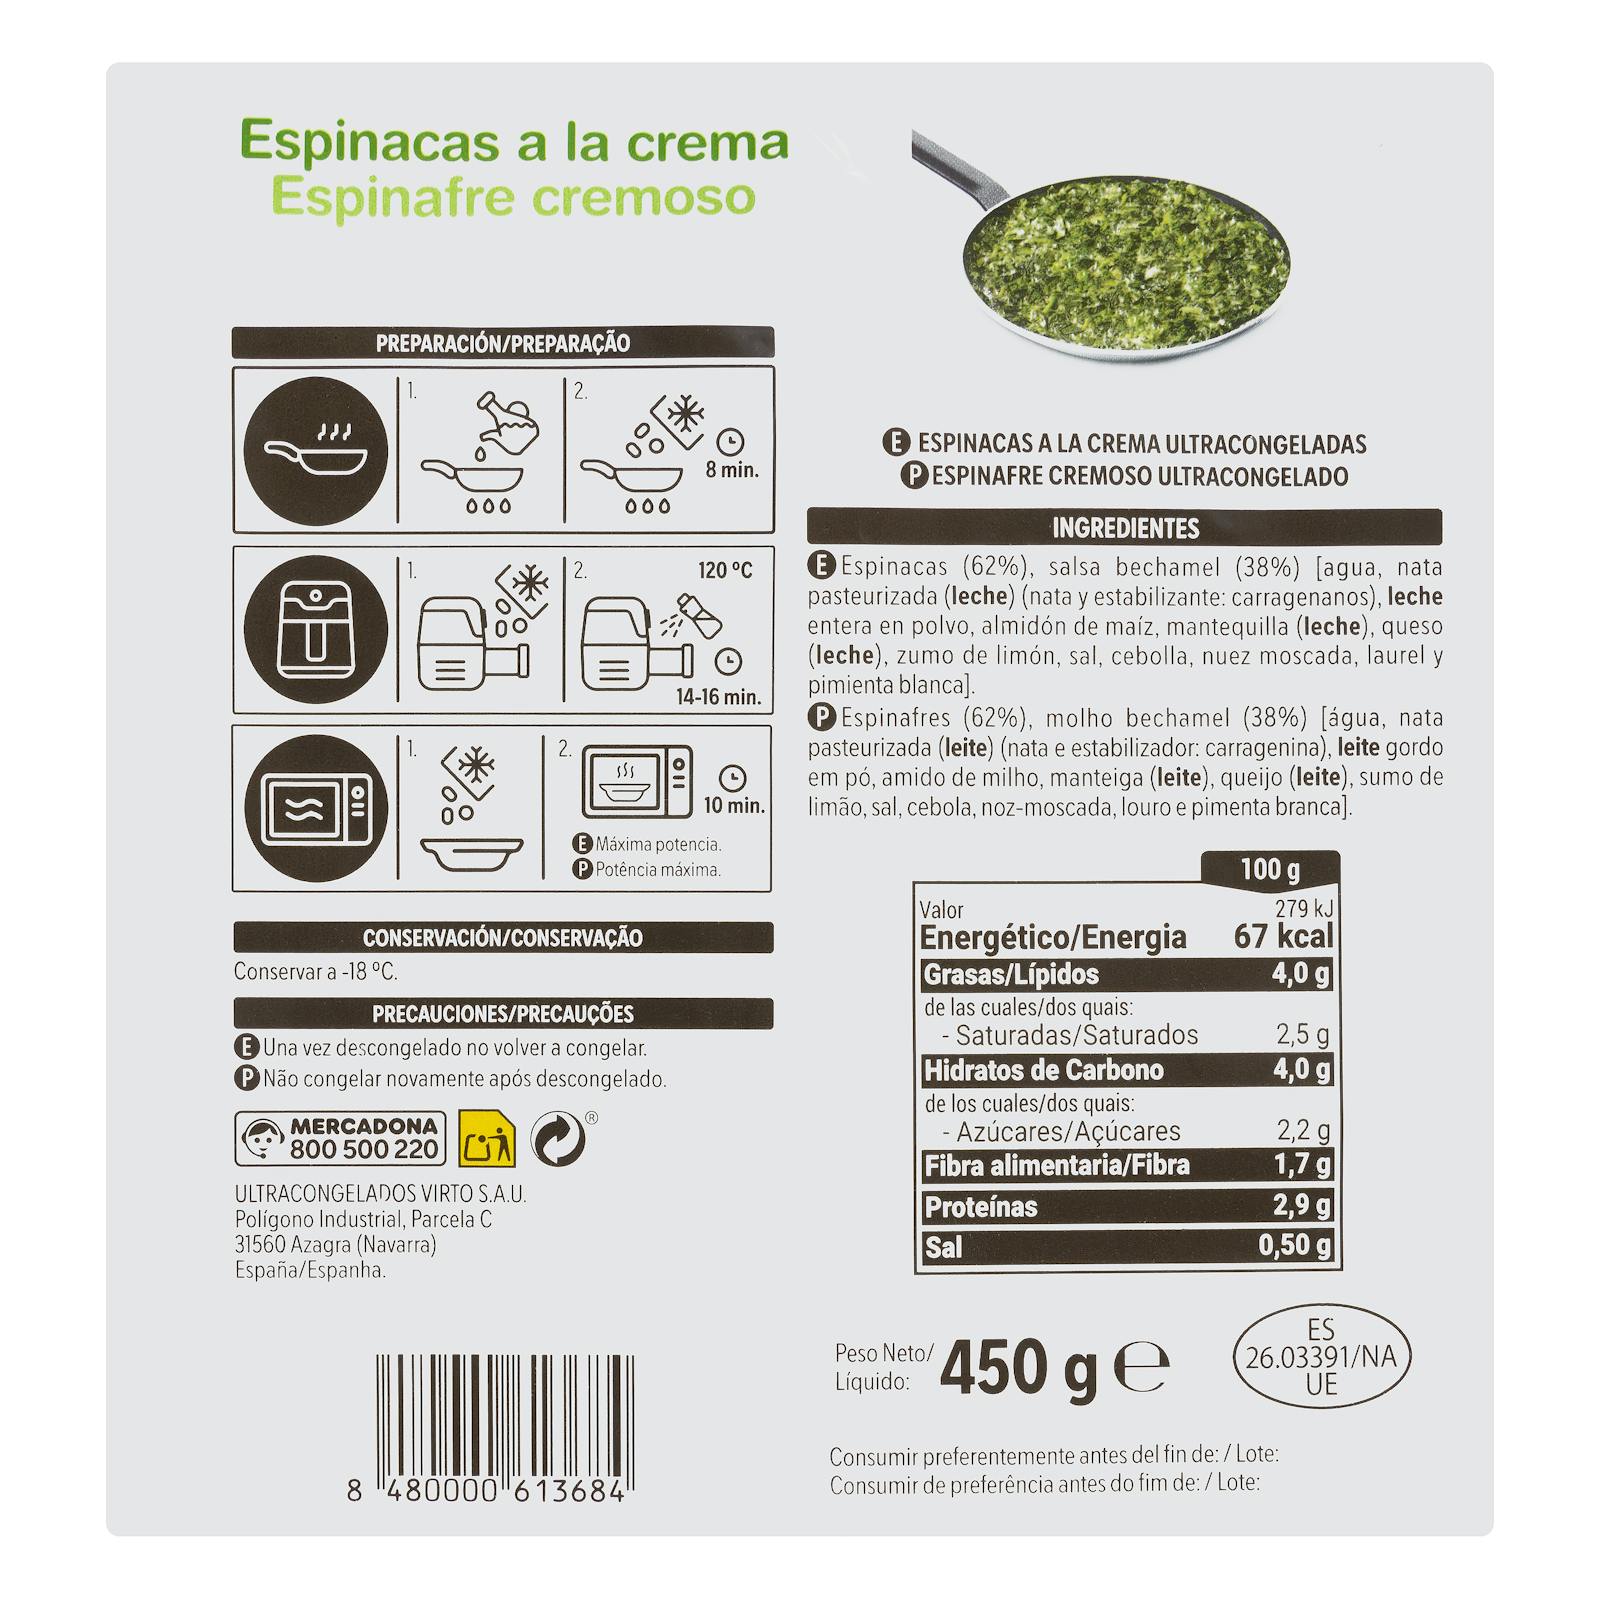 Espinacas a la crema
Espinafre cremoso
PREPARACIÓN/PREPARAÇÃO
1.
2.
8 min.
1.
2.
120 ºC
14-16 min.
1.
2.
10 min.
E Máxima potencia.
P Potência máxima.
CONSERVACIÓN/CONSERVAÇÃO
Conservar a -18 ºC.
PRECAUCIONES/PRECAUÇÕES
E Una vez descongelado no volver a congelar.
P Não congelar novamente após descongelado.
MERCADONA
800 500 220
®
ULTRACONGELADOS VIRTO S.A.U.
Polígono Industrial, Parcela C
31560 Azagra (Navarra)
España/Espanha.
8 480000 613684
E ESPINACAS A LA CREMA ULTRACONGELADAS
P ESPINAFRE CREMOSO ULTRACONGELADO
INGREDIENTES
E Espinacas (62%), salsa bechamel (38%) [agua, nata
pasteurizada (leche) (nata y estabilizante: carragenanos), leche
entera en polvo, almidón de maíz, mantequilla (leche), queso
(leche), zumo de limón, sal, cebolla, nuez moscada, laurel y
pimienta blanca].
P Espinafres (62%), molho bechamel (38%) [água, nata
pasteurizada (leite) (nata e estabilizador: carragenina), leite gordo
em pó, amido de milho, manteiga (leite), queijo (leite), sumo de
limão, sal, cebola, noz-moscada, louro e pimenta branca].
100 g
Valor 279 kJ
Energético/Energia 67 kcal
Grasas/Lípidos 4,0 g
de las cuales/dos quais:
- Saturadas/Saturados 2,5 g
Hidratos de Carbono 4,0 g
de los cuales/dos quais:
- Azúcares/Açúcares 2,2 g
Fibra alimentaria/Fibra 1,7 g
Proteínas 2,9 g
Sal 0,50 g
Peso Neto/
Líquido: 450 g e
ES
26.03391/NA
UE
Consumir preferentemente antes del fin de: / Lote:
Consumir de preferência antes do fim de: / Lote: